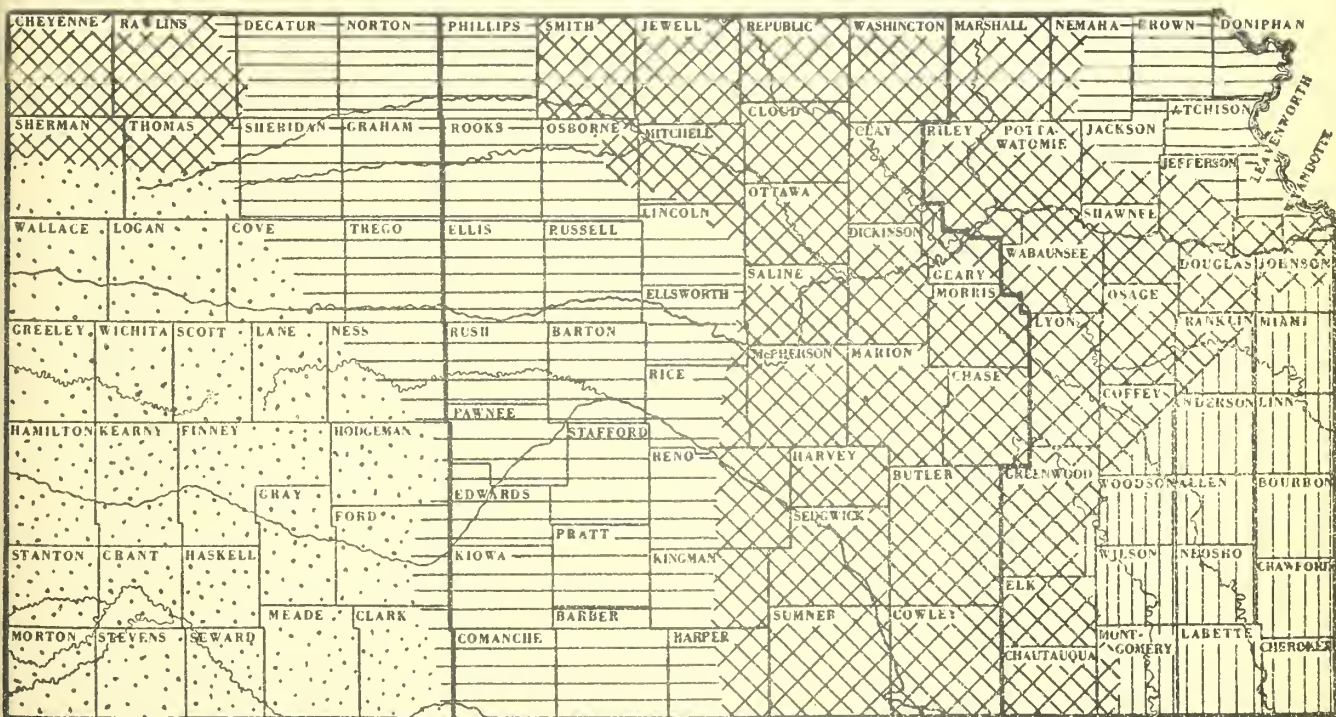 CHEYENNE RAWLINS DECATUR NORTON PHILLIPS SMITH JEWELL REPUBLIC WASHINGTON MARSHALL NEMAHA BROWN DONIPHAN
ATCHISON
CLOUD
SHERMAN THOMAS SHERIDAN GRAHAM ROOKS OSBORNE MITCHELL CLAY RILEY POTTA-
WATOMIE JACKSON
LEAVENWORTH
WYANDOTTE
JEFFERSON
OTTAWA
LINCOLN SHAWNEE
WALLACE LOGAN COVE TREGO ELLIS RUSSELL DICKINSON
WABAUNSEE
SALINE GEARY DOUGLAS JOHNSON
ELLSWORTH MORRIS OSAGE
GREELEY WICHITA SCOTT LANE NESS RUSH BARTON LYON RANKLIN MIAMI
McPHERSON MARION
RICE CHASE
COFFEY NDERSON LINN
PAWNEE
HAMILTON KEARNY FINNEY HODGEMAN STAFFORD
RENO HARVEY
BUTLER GREENWOOD WOODSON ALLEN BOURBON
GRAY EDWARDS
FORD SEDGWICK
PRATT
STANTON GRANT HASKELL KIOWA KINGMAN WILSON NEOSHO
CRAWFORD
ELK
MEADE CLARK BARBER SUMNER COWLEY
MORTON STEVENS SEWARD COMANCHE HARPER MONT-
GOMERY LABETTE
CHEROKEE
CHAUTAUQUA